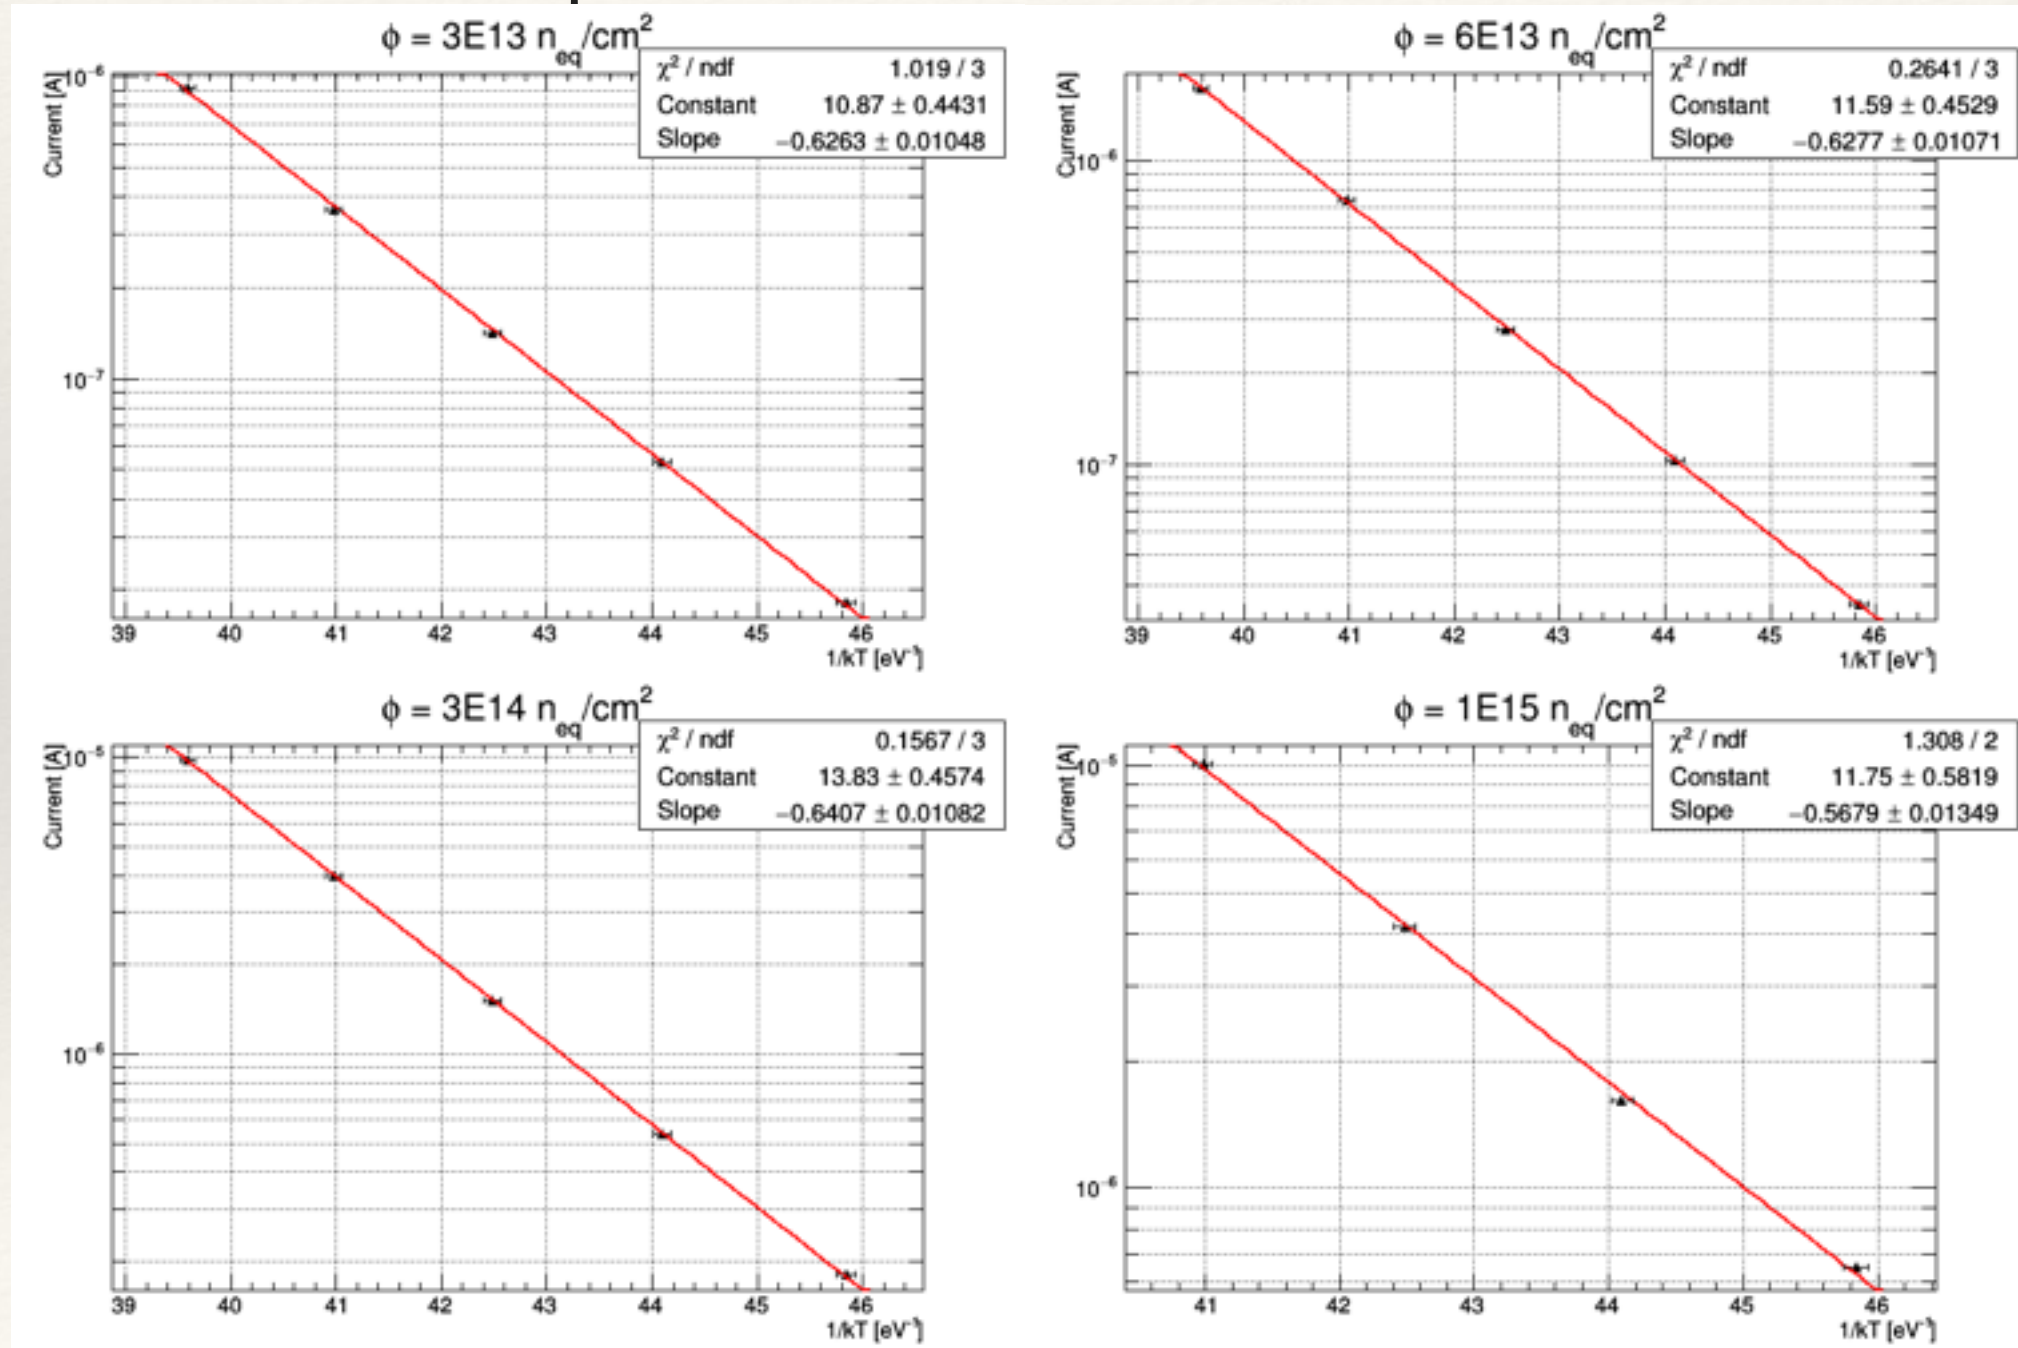 ϕ = 3E13 n_eq/cm²
χ² / ndf 1.019 / 3
Constant 10.87 ± 0.4431
Slope −0.6263 ± 0.01048
Current [A]
10⁻⁶
10⁻⁷
39 40 41 42 43 44 45 46
1/kT [eV⁻¹]
ϕ = 6E13 n_eq/cm²
χ² / ndf 0.2641 / 3
Constant 11.59 ± 0.4529
Slope −0.6277 ± 0.01071
Current [A]
10⁻⁶
10⁻⁷
39 40 41 42 43 44 45 46
1/kT [eV⁻¹]
ϕ = 3E14 n_eq/cm²
χ² / ndf 0.1567 / 3
Constant 13.83 ± 0.4574
Slope −0.6407 ± 0.01082
Current [A]
10⁻⁵
10⁻⁶
39 40 41 42 43 44 45 46
1/kT [eV⁻¹]
ϕ = 1E15 n_eq/cm²
χ² / ndf 1.308 / 2
Constant 11.75 ± 0.5819
Slope −0.5679 ± 0.01349
Current [A]
10⁻⁵
10⁻⁶
41 42 43 44 45 46
1/kT [eV⁻¹]